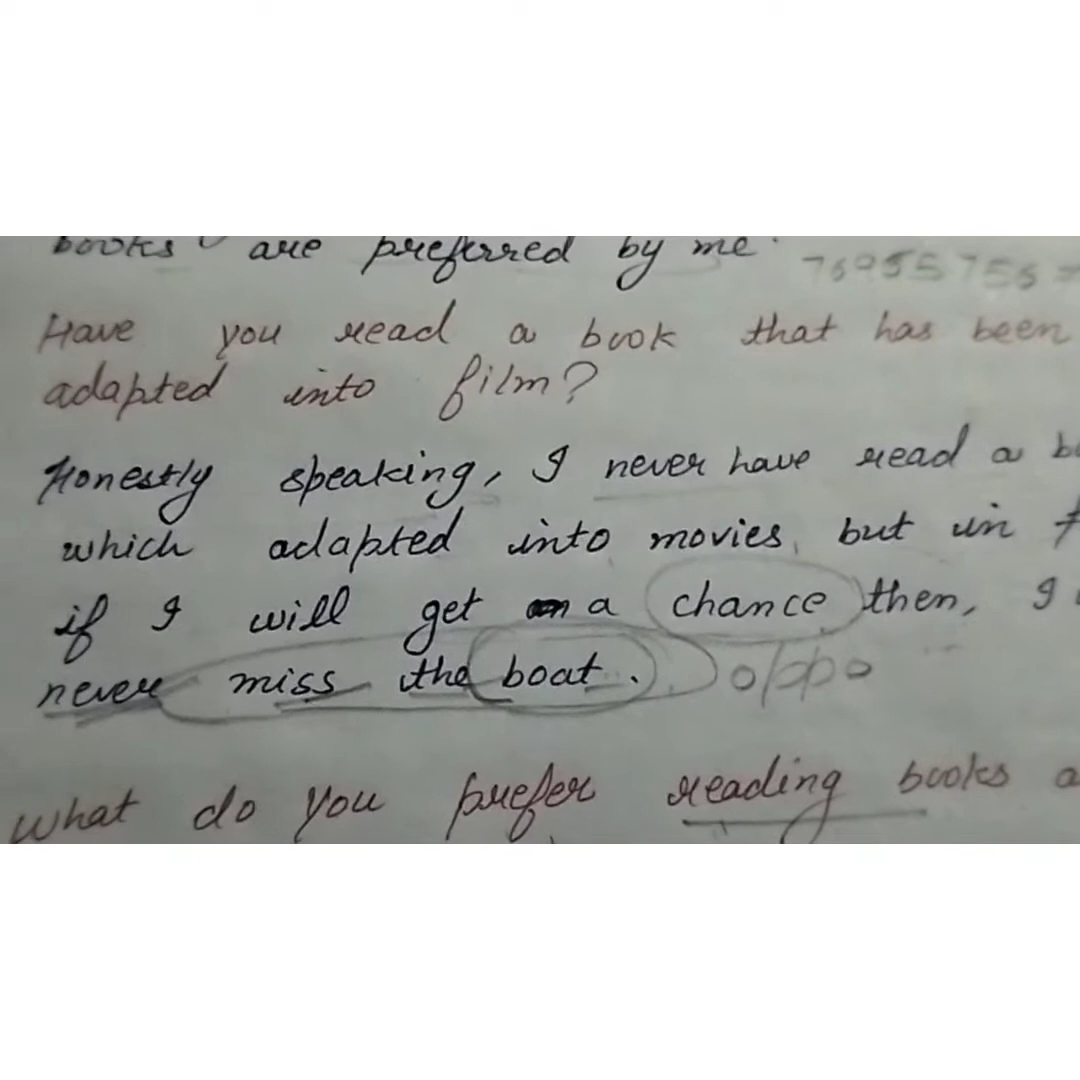 books are preferred by me.
Have you read a book that has been
adapted into film?
Honestly speaking, I never have read a
which adapted into movies, but in
if I will get a chance then, I
never miss the boat. oppo
What do you prefer reading books